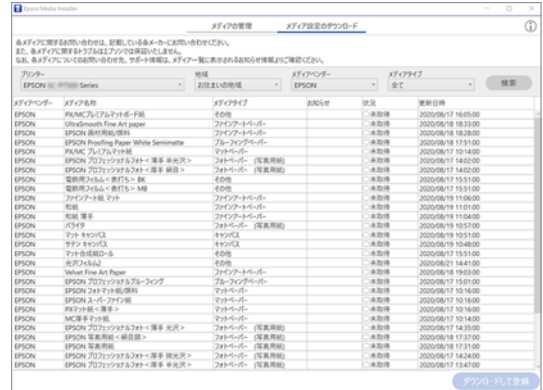 Epson Media Installer
メディアの管理 メディア設定のダウンロード
各メディアに関するお問い合わせは、記載している各メーカーにお問い合わせください。
また、各メディアに関するトラブルはエプソンでは保証いたしません。
なお、各メディアについてのお問い合わせ先、サポート情報は、メディア一覧に表示されるお知らせ情報よりご確認ください。
プリンター 地域 メディアベンダー メディアタイプ
EPSON Series お住まいの地域 EPSON 全て 検索
メディアベンダー メディア名称 メディアタイプ お知らせ 状況 更新日時
EPSON PX/MCプレミアムマットボード紙 その他 未取得 2020/08/17 16:05:00
EPSON UltraSmooth Fine Art paper ファインアートペーパー 未取得 2020/08/18 18:33:00
EPSON 画材用紙/顔料 ファインアートペーパー 未取得 2020/08/18 18:28:00
EPSON EPSON Proofing Paper White Semimatte プルーフィングペーパー 未取得 2020/08/18 17:51:00
EPSON PX/MC プレミアムマット紙 マットペーパー 未取得 2020/08/17 10:14:00
EPSON EPSON プロフェッショナルフォト<薄手 半光沢> フォトペーパー (写真用紙) 未取得 2020/08/17 14:02:00
EPSON EPSON プロフェッショナルフォト<厚手 絹目> フォトペーパー (写真用紙) 未取得 2020/08/17 14:02:00
EPSON 電飾用フィルム<表打ち> BK その他 未取得 2020/08/17 15:51:00
EPSON 電飾用フィルム<表打ち> MB その他 未取得 2020/08/17 15:51:00
EPSON ファインアート紙 マット ファインアートペーパー 未取得 2020/08/19 11:06:00
EPSON 和紙 ファインアートペーパー 未取得 2020/08/19 11:01:00
EPSON 和紙 薄手 ファインアートペーパー 未取得 2020/08/19 11:04:00
EPSON バライタ フォトペーパー (写真用紙) 未取得 2020/08/19 10:57:00
EPSON マット キャンバス キャンバス 未取得 2020/08/19 10:51:00
EPSON サテン キャンバス キャンバス 未取得 2020/08/19 10:48:00
EPSON マット合成紙ロール その他 未取得 2020/08/17 15:51:00
EPSON 光沢フィルム2 その他 未取得 2020/08/21 14:41:00
EPSON Velvet Fine Art Paper ファインアートペーパー 未取得 2020/08/18 19:03:00
EPSON EPSON プロフェッショナルプルーフィング プルーフィングペーパー 未取得 2020/08/17 15:01:00
EPSON EPSON フォトマット紙/顔料 マットペーパー 未取得 2020/08/17 10:16:00
EPSON EPSON スーパーファイン紙 マットペーパー 未取得 2020/08/17 10:16:00
EPSON PXマット紙<薄手> マットペーパー 未取得 2020/08/17 10:16:00
EPSON MC厚手マット紙 マットペーパー 未取得 2020/08/17 10:14:00
EPSON EPSON プロフェッショナルフォト<薄手 光沢> フォトペーパー (写真用紙) 未取得 2020/08/17 14:35:00
EPSON EPSON 写真用紙<絹目調> フォトペーパー (写真用紙) 未取得 2020/08/18 17:37:00
EPSON EPSON 写真用紙 フォトペーパー (写真用紙) 未取得 2020/08/18 17:31:00
EPSON EPSON プロフェッショナルフォト<厚手 微光沢> フォトペーパー (写真用紙) 未取得 2020/08/17 14:24:00
EPSON EPSON プロフェッショナルフォト<厚手 光沢> フォトペーパー (写真用紙) 未取得 2020/08/17 13:47:00
ダウンロードして登録